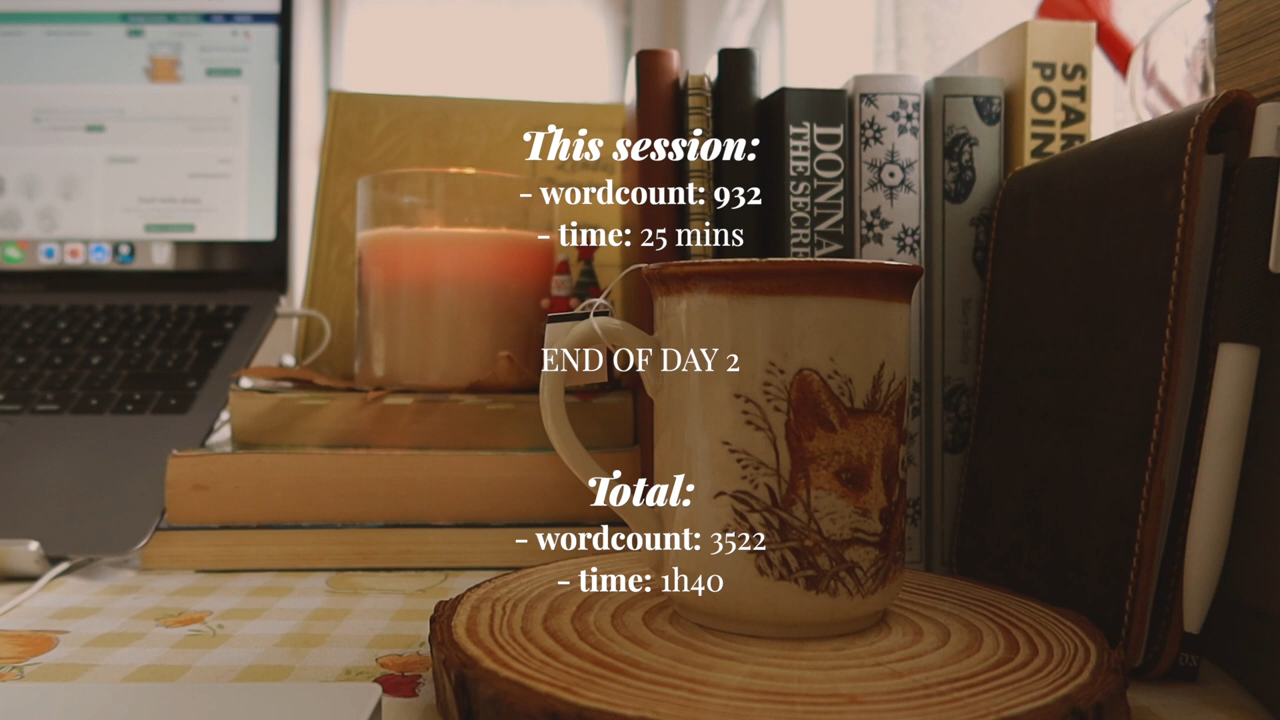 This session:
- wordcount: 932
- time: 25 mins
END OF DAY 2
Total:
- wordcount: 3522
- time: 1h40
DONNA
THE SECRE
STAR
POIN